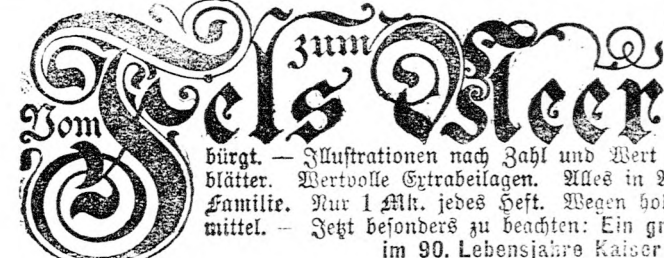 Vom Fels zum Meer
bürgt. — Illustrationen nach Zahl und Wert
blätter. Wertvolle Extrabeilagen. Alles in
Familie. Nur 1 Mk. jedes Heft. Wegen
mittel. – Jetzt besonders zu beachten: Ein
im 90. Lebensjahre Kaiser